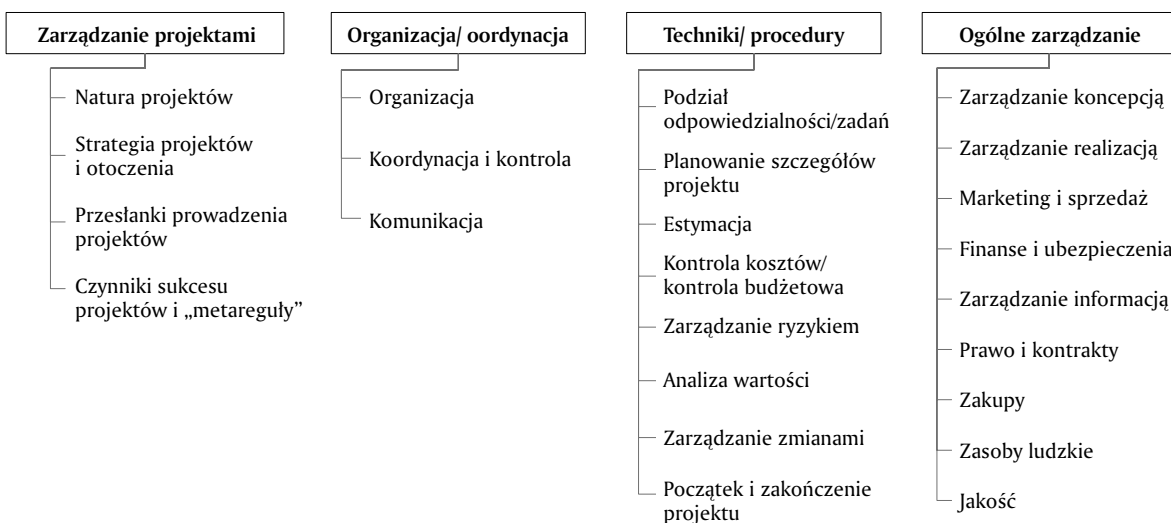 Zarządzanie projektami
Natura projektów
Strategia projektów
i otoczenia
Przesłanki prowadzenia
projektów
Czynniki sukcesu
projektów i „metareguły”
Organizacja/ oordynacja
Organizacja
Koordynacja i kontrola
Komunikacja
Techniki/ procedury
Podział
odpowiedzialności/zadań
Planowanie szczegółów
projektu
Estymacja
Kontrola kosztów/
kontrola budżetowa
Zarządzanie ryzykiem
Analiza wartości
Zarządzanie zmianami
Początek i zakończenie
projektu
Ogólne zarządzanie
Zarządzanie koncepcją
Zarządzanie realizacją
Marketing i sprzedaż
Finanse i ubezpieczenia
Zarządzanie informacją
Prawo i kontrakty
Zakupy
Zasoby ludzkie
Jakość